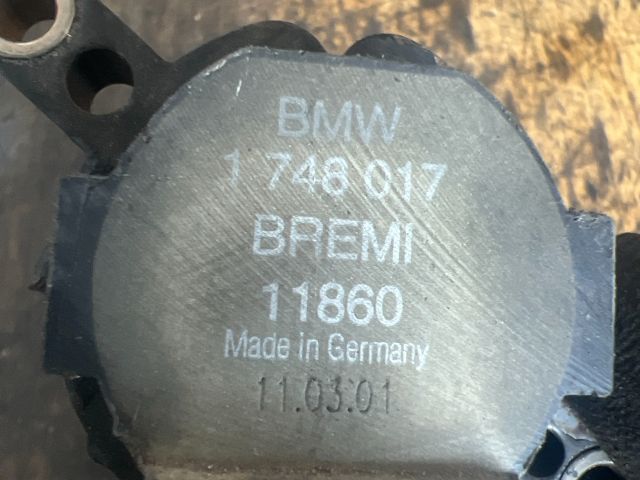 BMW
1 748 017
BREMI
11860
Made in Germany
11.03.01